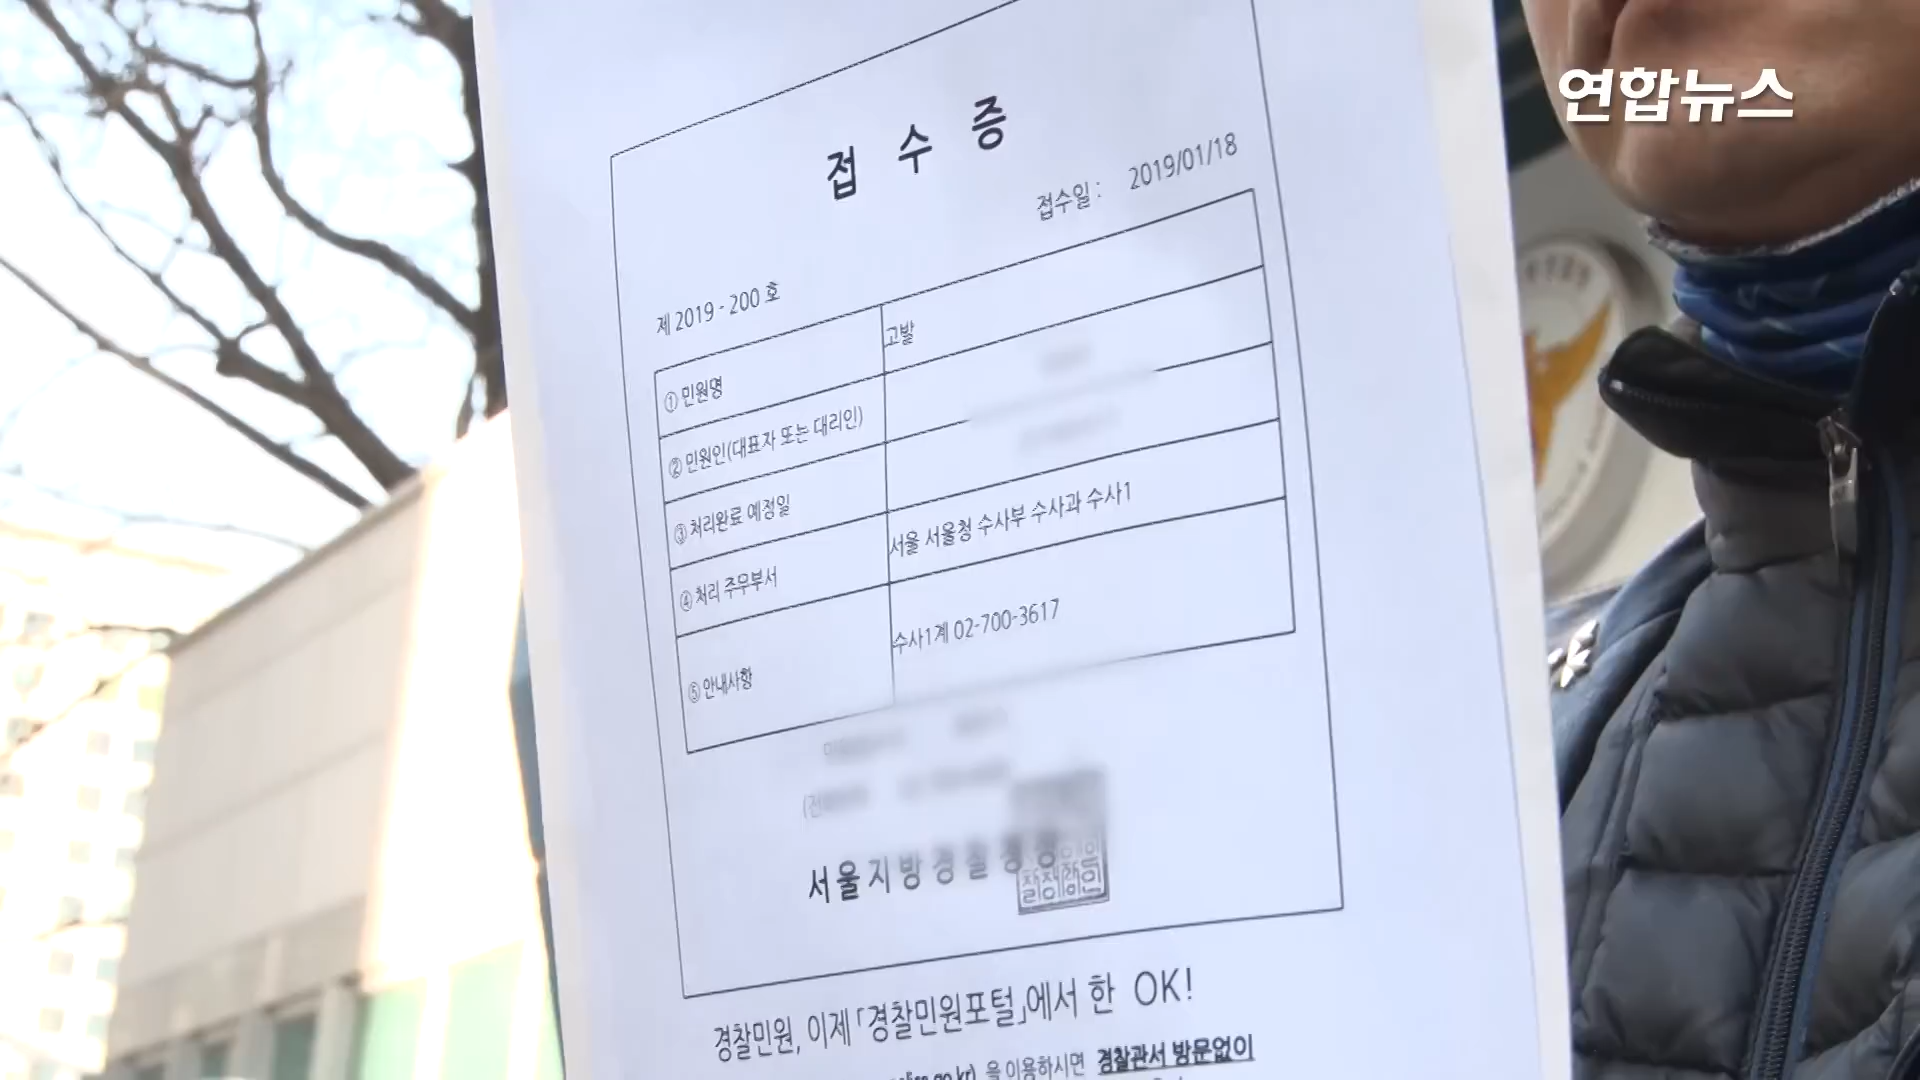 연합뉴스
접 수 증
접수일 : 2019/01/18
제 2019 - 200 호
① 민원명 고발
② 민원인(대표자 또는 대리인)
③ 처리완료 예정일
④ 처리 주무부서 서울 서울청 수사부 수사과 수사1
⑤ 안내사항 수사1계 02-700-3617
서울지방경찰청장
경찰민원, 이제 「경찰민원포털」에서 한 OK!
을 이용하시면 경찰관서 방문없이